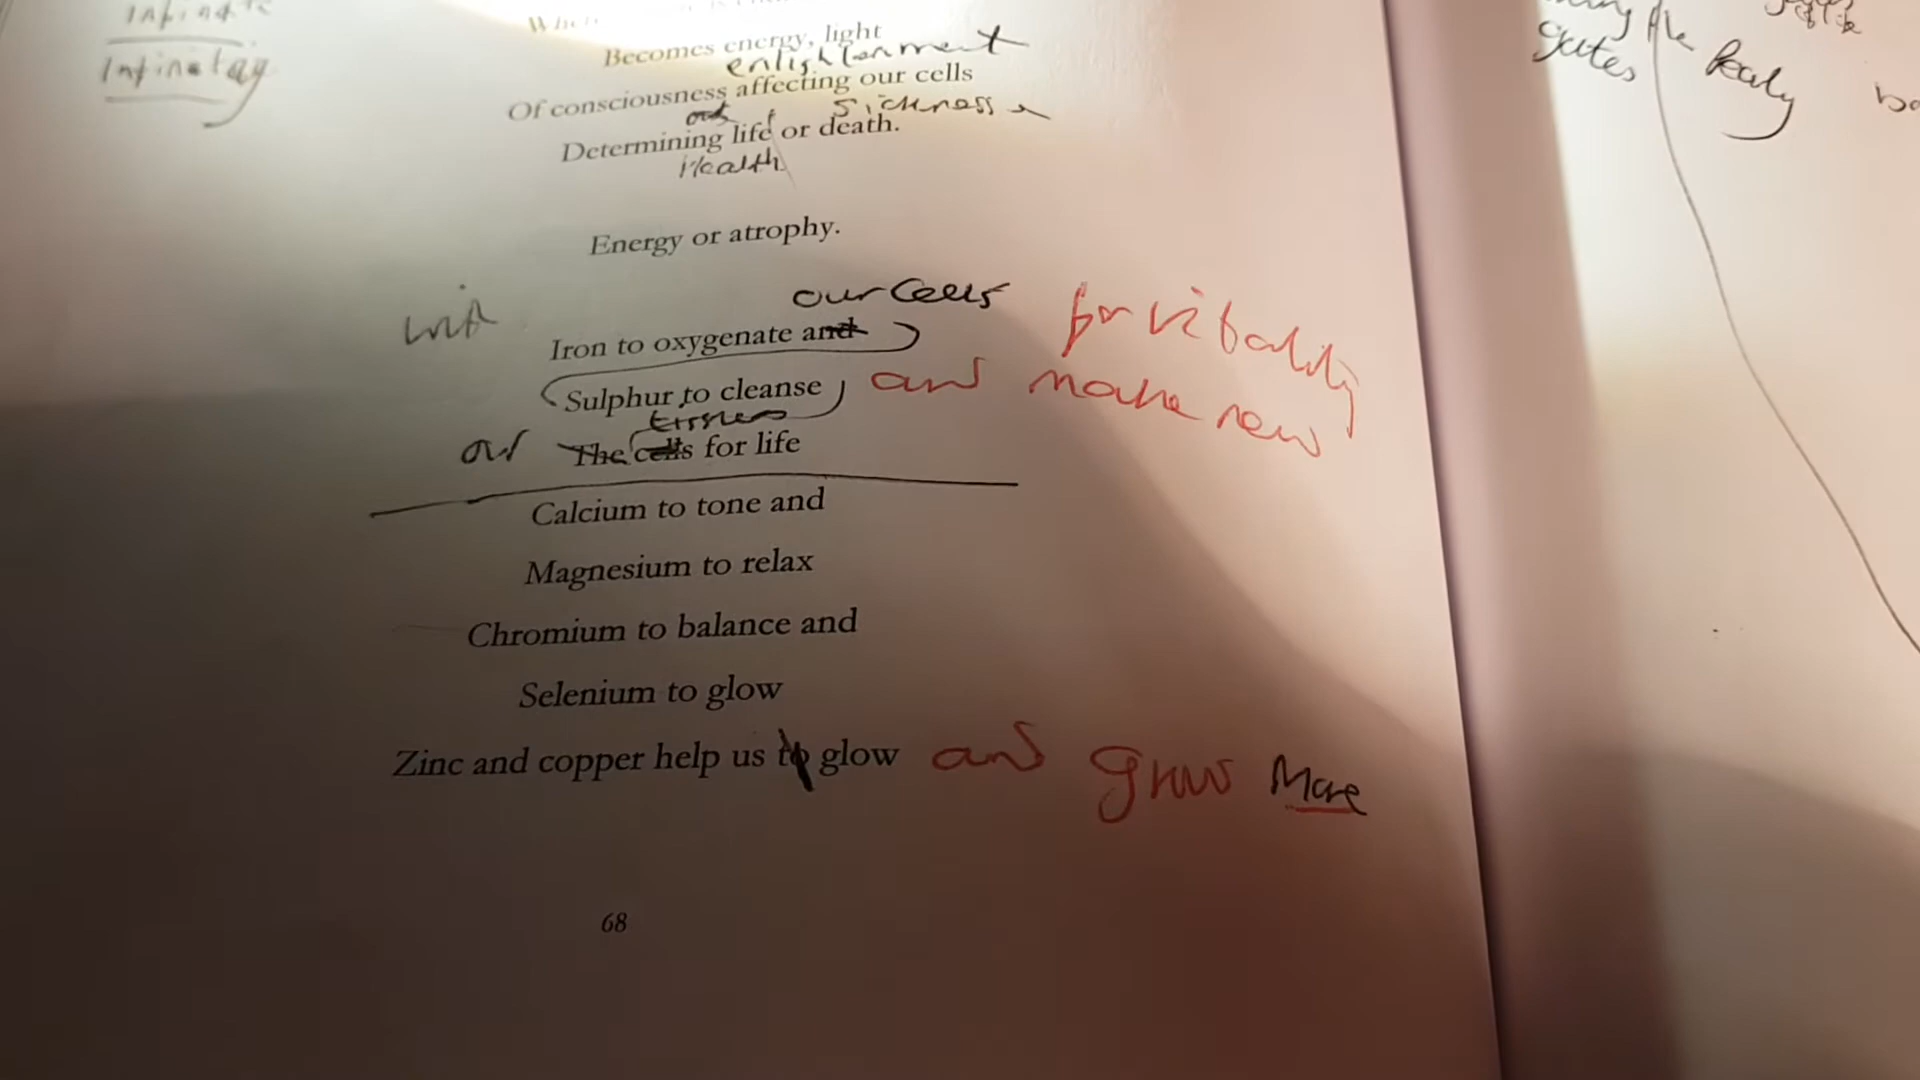 Infinitay
Becomes energy, light
enlightenment
Of consciousness affecting our cells
sickness
Determining life or death.
Health
Energy or atrophy.
with
our cells
for vitality
Iron to oxygenate and
Sulphur to cleanse
and make new
tissues
our
The cells for life
Calcium to tone and
Magnesium to relax
Chromium to balance and
Selenium to glow
Zinc and copper help us to glow and grow More
68
the
gates